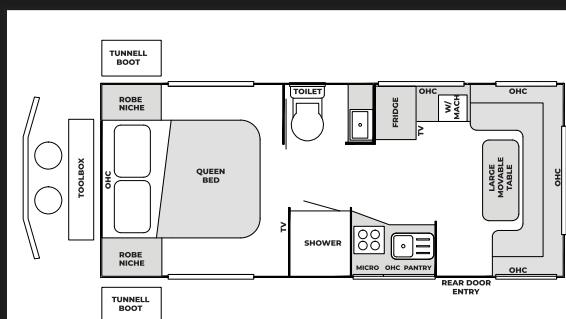 TUNNELL
BOOT
TOILET
OHC
OHC
ROBE
NICHE
FRIDGE
W/
MACH
TV
TOOLBOX
OHC
QUEEN
BED
LARGE
MOVABLE
TABLE
OHC
TV
SHOWER
ROBE
NICHE
MICRO OHC PANTRY
OHC
REAR DOOR
ENTRY
TUNNELL
BOOT